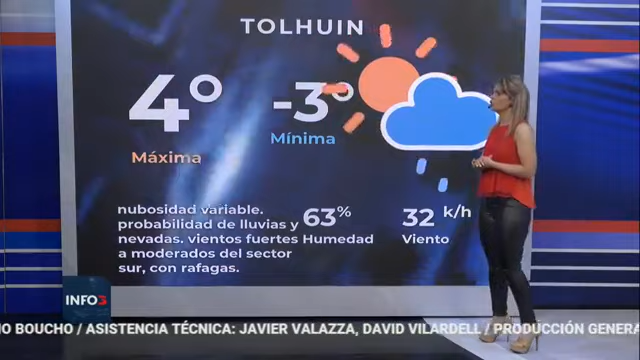 TOLHUIN
4°
Máxima
-3°
Mínima
nubosidad variable.
probabilidad de lluvias y
nevadas. vientos fuertes
a moderados del sector
sur, con rafagas.
63%
Humedad
32 k/h
Viento
INFO3
BOUCHO / ASISTENCIA TÉCNICA: JAVIER VALAZZA, DAVID VILARDELL / PRODUCCIÓN